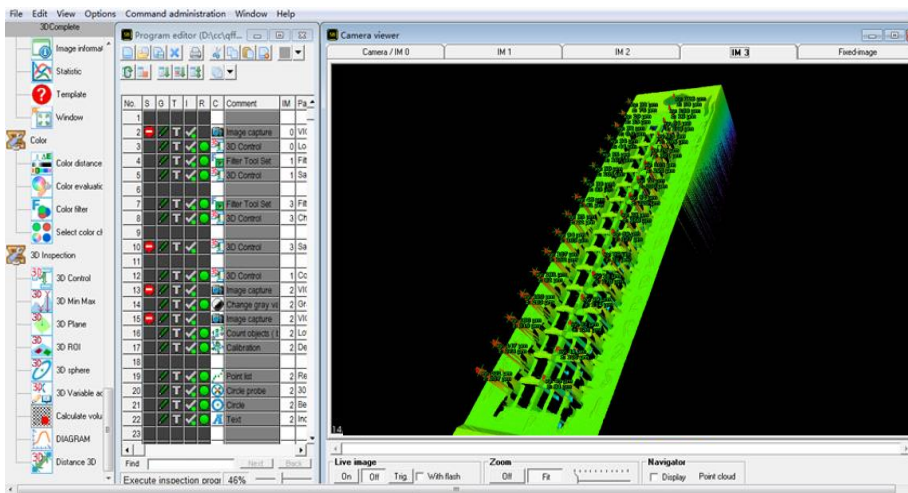 File Edit View Options Command administration Window Help
3DComplete
Image informat
Statistic
Template
Window
Color
Color distance
Color evaluatic
Color filter
Select color cl
3D Inspection
3D Control
3D Min Max
3D Plane
3D ROI
3D sphere
3D Variable ac
Calculate volu
DIAGRAM
Distance 3D
Program editor (D:\cc\qff...
No. S G T I R C Comment IM Pa
1
2 T Image capture 0 VIC
3 T 3D Control 0 Lo
4 T Filter Tool Set 1 Filt
5 T 3D Control 1 Sa
6
7 T Filter Tool Set 3 Filt
8 T 3D Control 3 Ch
9
10 T 3D Control 3 Sa
11
12 T 3D Control 1 Cc
13 T Image capture 2 VIC
14 T Change gray va 2 Gr
15 T Image capture 2 VIC
16 T Count objects ( b 2 Lo
17 T Calibration 2 De
18
19 T Point list 2 Re
20 T Circle probe 2 30
21 T Circle 2 Be
22 T Text 2 Inc
23
Find Next Back
Execute inspection progr 46%
Camera viewer
Camera / IM 0 IM 1 IM 2 IM 3 Fixed-image
14
Live image Zoom Navigator
On Off Trig. With flash Off Fit Display Point cloud